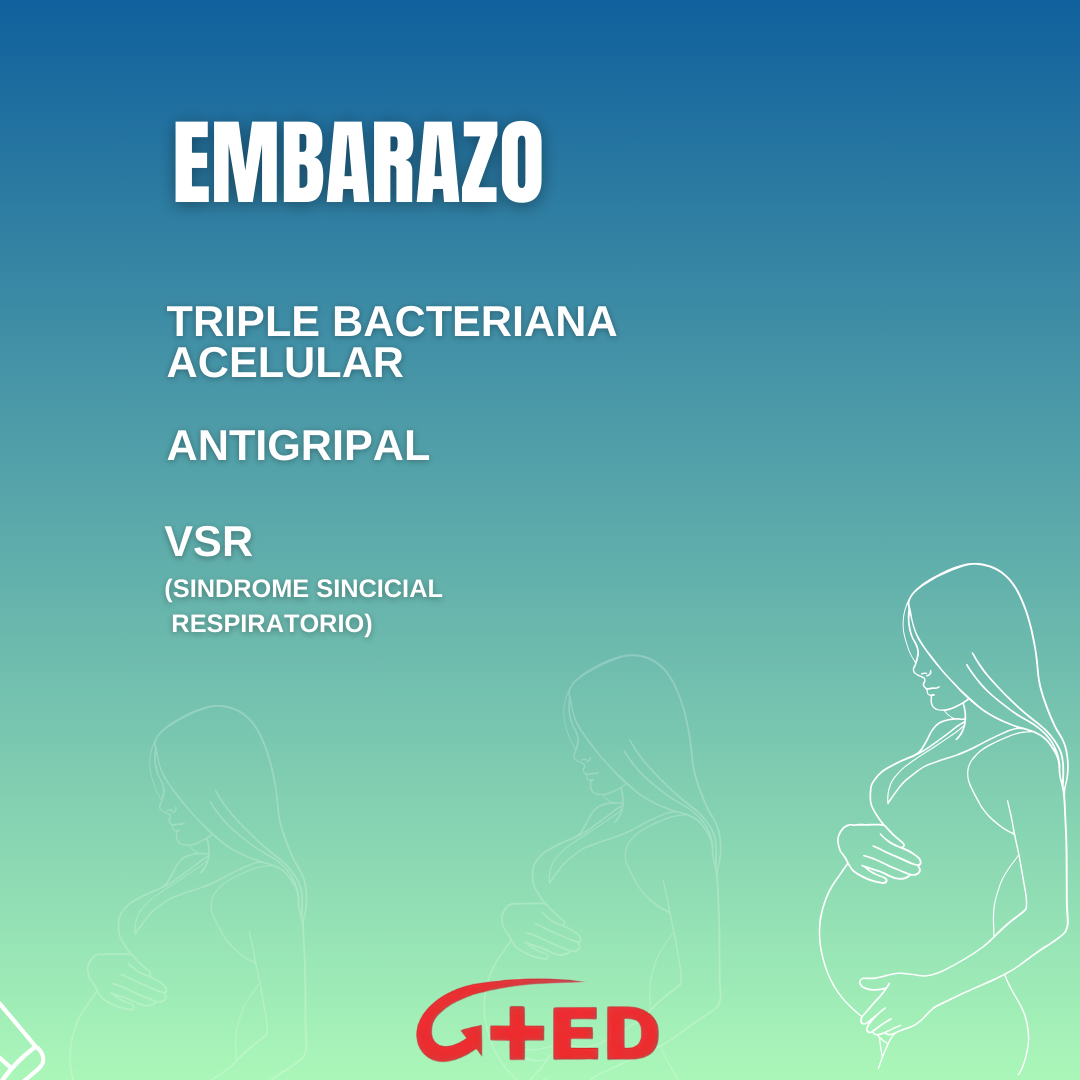 EMBARAZO
TRIPLE BACTERIANA
ACELULAR
ANTIGRIPAL
VSR
(SINDROME SINCICIAL
RESPIRATORIO)
G+ED